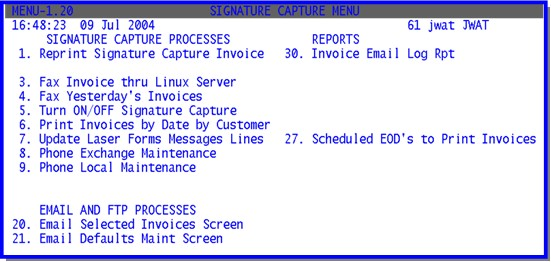 MENU-1.20 SIGNATURE CAPTURE MENU
16:48:23 09 Jul 2004 61 jwat JWAT
SIGNATURE CAPTURE PROCESSES REPORTS
1. Reprint Signature Capture Invoice 30. Invoice Email Log Rpt
3. Fax Invoice thru Linux Server
4. Fax Yesterday's Invoices
5. Turn ON/OFF Signature Capture
6. Print Invoices by Date by Customer
7. Update Laser Forms Messages Lines 27. Scheduled EOD's to Print Invoices
8. Phone Exchange Maintenance
9. Phone Local Maintenance
EMAIL AND FTP PROCESSES
20. Email Selected Invoices Screen
21. Email Defaults Maint Screen